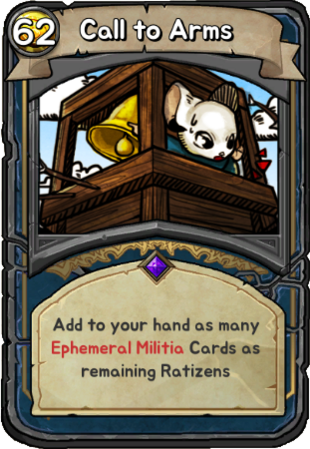 62 Call to Arms
Add to your hand as many
Ephemeral Militia Cards as
remaining Ratizens